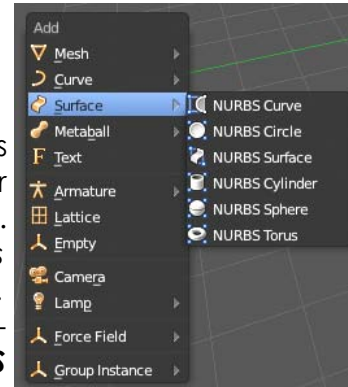 Add
Mesh
Curve
Surface
Metaball
Text
Armature
Lattice
Empty
Camera
Lamp
Force Field
Group Instance
NURBS Curve
NURBS Circle
NURBS Surface
NURBS Cylinder
NURBS Sphere
NURBS Torus